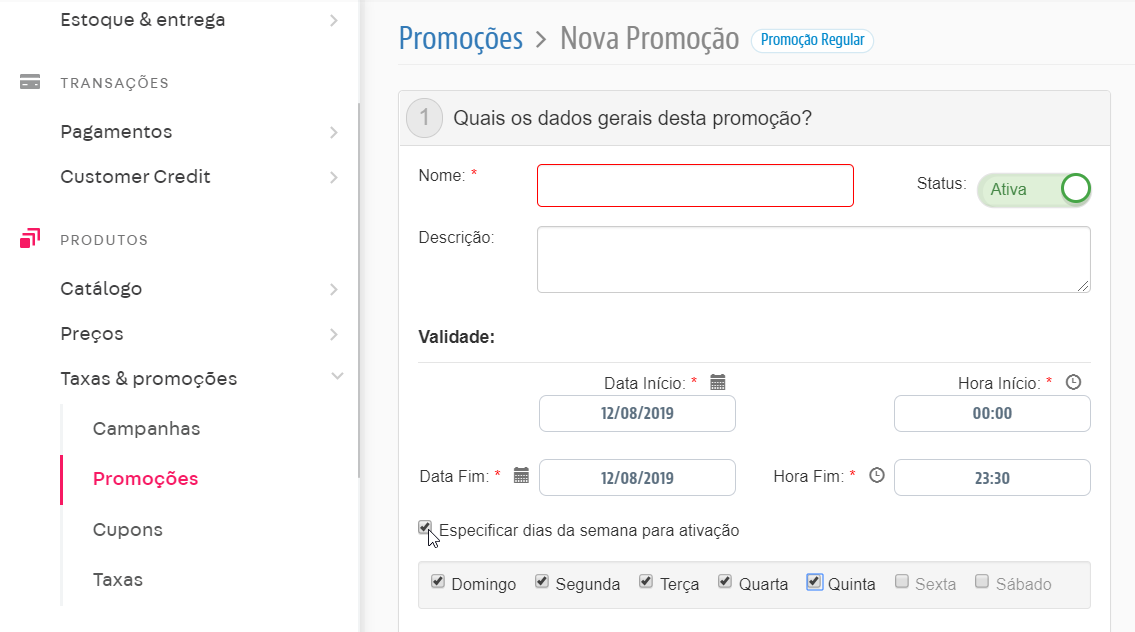 Estoque & entrega
TRANSAÇÕES
Pagamentos
Customer Credit
PRODUTOS
Catálogo
Preços
Taxas & promoções
Campanhas
Promoções
Cupons
Taxas
Promoções > Nova Promoção Promoção Regular
1 Quais os dados gerais desta promoção?
Nome: * Status: Ativa
Descrição:
Validade:
Data Início: * Hora Início: *
12/08/2019 00:00
Data Fim: * 12/08/2019 Hora Fim: * 23:30
Especificar dias da semana para ativação
Domingo Segunda Terça Quarta Quinta Sexta Sábado